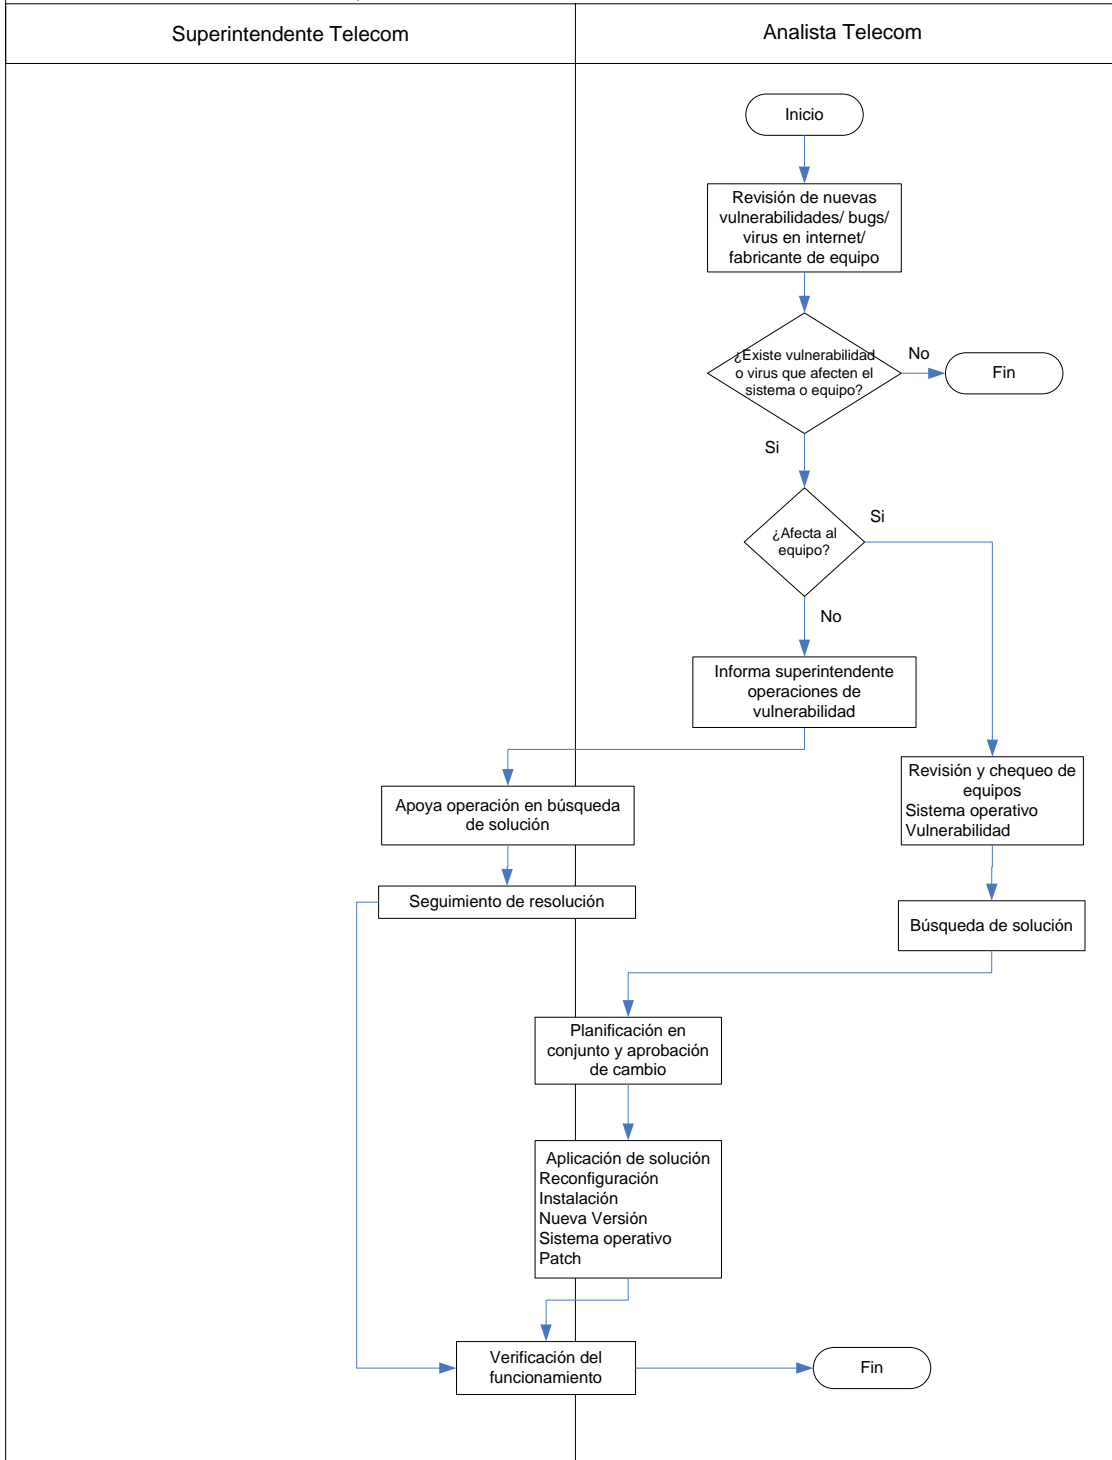 Superintendente Telecom
Analista Telecom
Inicio
Revisión de nuevas
vulnerabilidades/ bugs/
virus en internet/
fabricante de equipo
¿Existe vulnerabilidad
o virus que afecten el
sistema o equipo?
No
Fin
Si
¿Afecta al
equipo?
Si
No
Informa superintendente
operaciones de
vulnerabilidad
Revisión y chequeo de
equipos
Sistema operativo
Vulnerabilidad
Apoya operación en búsqueda
de solución
Seguimiento de resolución
Búsqueda de solución
Planificación en
conjunto y aprobación
de cambio
Aplicación de solución
Reconfiguración
Instalación
Nueva Versión
Sistema operativo
Patch
Verificación del
funcionamiento
Fin